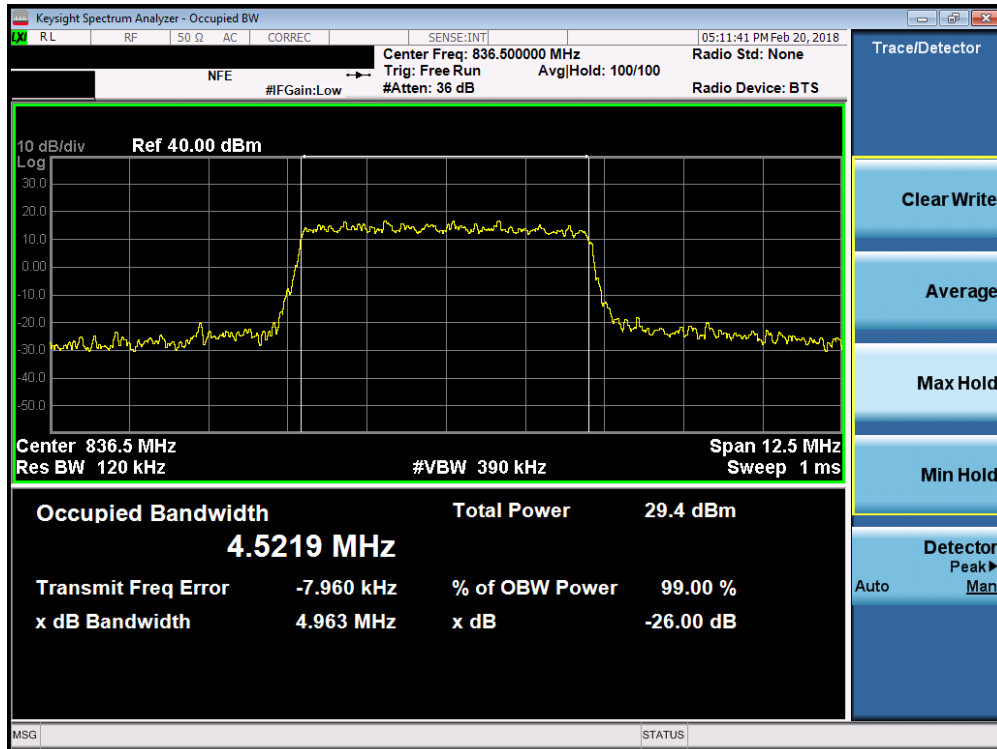 Keysight Spectrum Analyzer - Occupied BW
LXI RL RF 50 Ω AC CORREC SENSE:INT 05:11:41 PM Feb 20, 2018
NFE
#IFGain:Low
Center Freq: 836.500000 MHz
Trig: Free Run Avg|Hold: 100/100
#Atten: 36 dB
Radio Std: None
Radio Device: BTS
10 dB/div Ref 40.00 dBm
Log
30.0
20.0
10.0
0.00
-10.0
-20.0
-30.0
-40.0
-50.0
Center 836.5 MHz Span 12.5 MHz
Res BW 120 kHz #VBW 390 kHz Sweep 1 ms
Occupied Bandwidth Total Power 29.4 dBm
4.5219 MHz
Transmit Freq Error -7.960 kHz % of OBW Power 99.00 %
x dB Bandwidth 4.963 MHz x dB -26.00 dB
MSG STATUS
Trace/Detector
Clear Write
Average
Max Hold
Min Hold
Detector
Peak▶
Auto Man